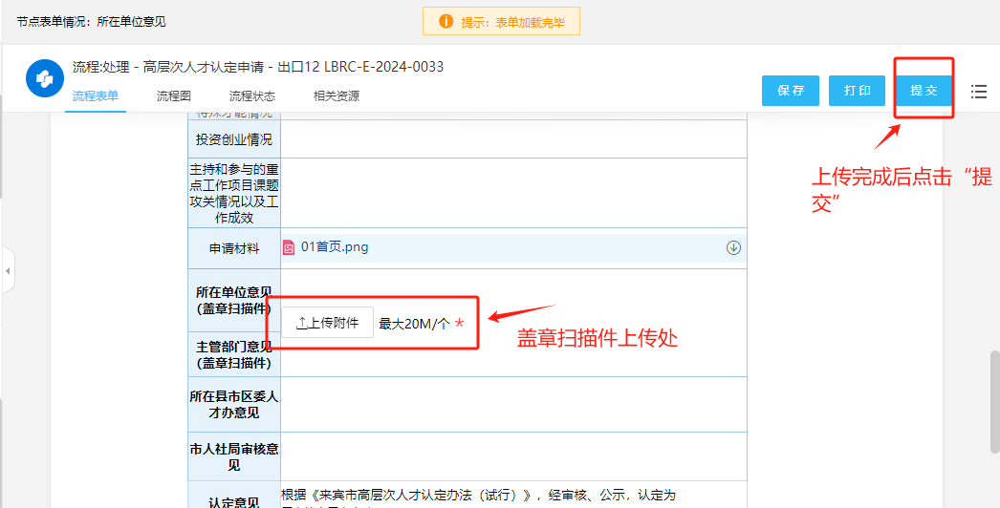 节点表单情况：所在单位意见
提示：表单加载完毕
流程:处理 - 高层次人才认定申请 - 出口12 LBRC-E-2024-0033
流程表单 流程图 流程状态 相关资源
保存 打印 提交
上传完成后点击“提
交”
特殊才能情况
投资创业情况
主持和参与的重
点工作项目课题
攻关情况以及工
作成效
申请材料
01首页.png
所在单位意见
(盖章扫描件)
上传附件 最大20M/个 *
盖章扫描件上传处
主管部门意见
(盖章扫描件)
所在县市区委人
才办意见
市人社局审核意
见
认定意见
根据《来宾市高层次人才认定办法（试行）》，经审核、公示，认定为